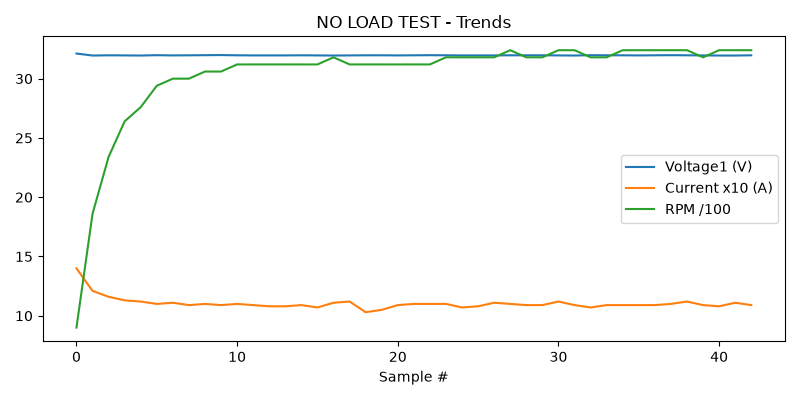 NO LOAD TEST - Trends
30
25
20
15
10
Voltage1 (V)
Current x10 (A)
RPM /100
0 10 20 30 40
Sample #